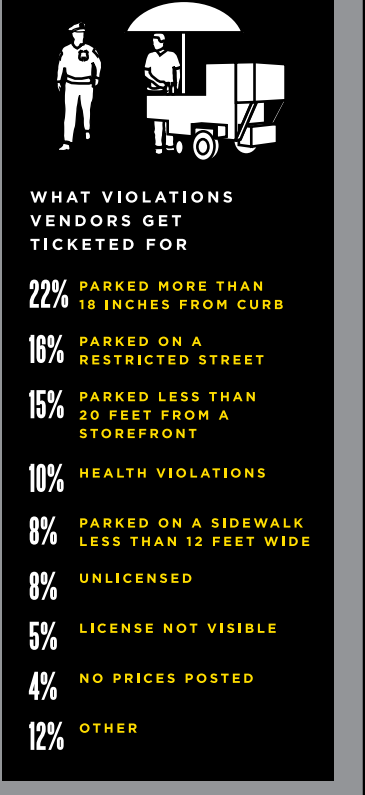 WHAT VIOLATIONS
VENDORS GET
TICKETED FOR
22% PARKED MORE THAN
18 INCHES FROM CURB
16% PARKED ON A
RESTRICTED STREET
15% PARKED LESS THAN
20 FEET FROM A
STOREFRONT
10% HEALTH VIOLATIONS
8% PARKED ON A SIDEWALK
LESS THAN 12 FEET WIDE
8% UNLICENSED
5% LICENSE NOT VISIBLE
4% NO PRICES POSTED
12% OTHER